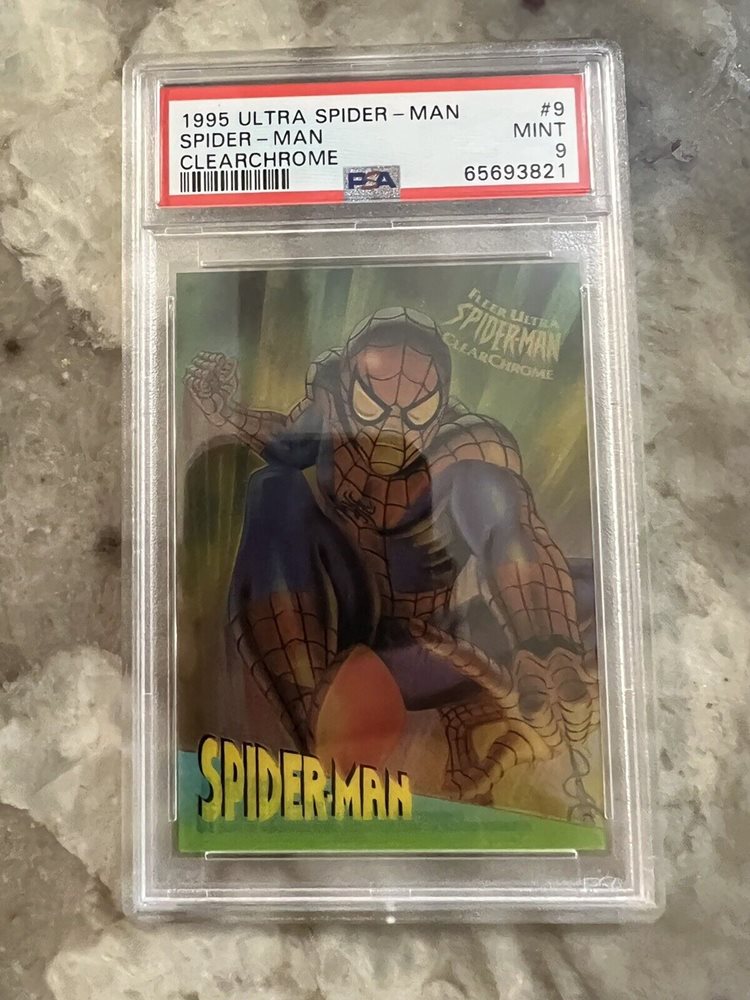 1995 ULTRA SPIDER-MAN #9
SPIDER-MAN MINT
CLEARCHROME 9
PSA 65693821
FLEER ULTRA
SPIDER-MAN
CLEARCHROME
SPIDER-MAN